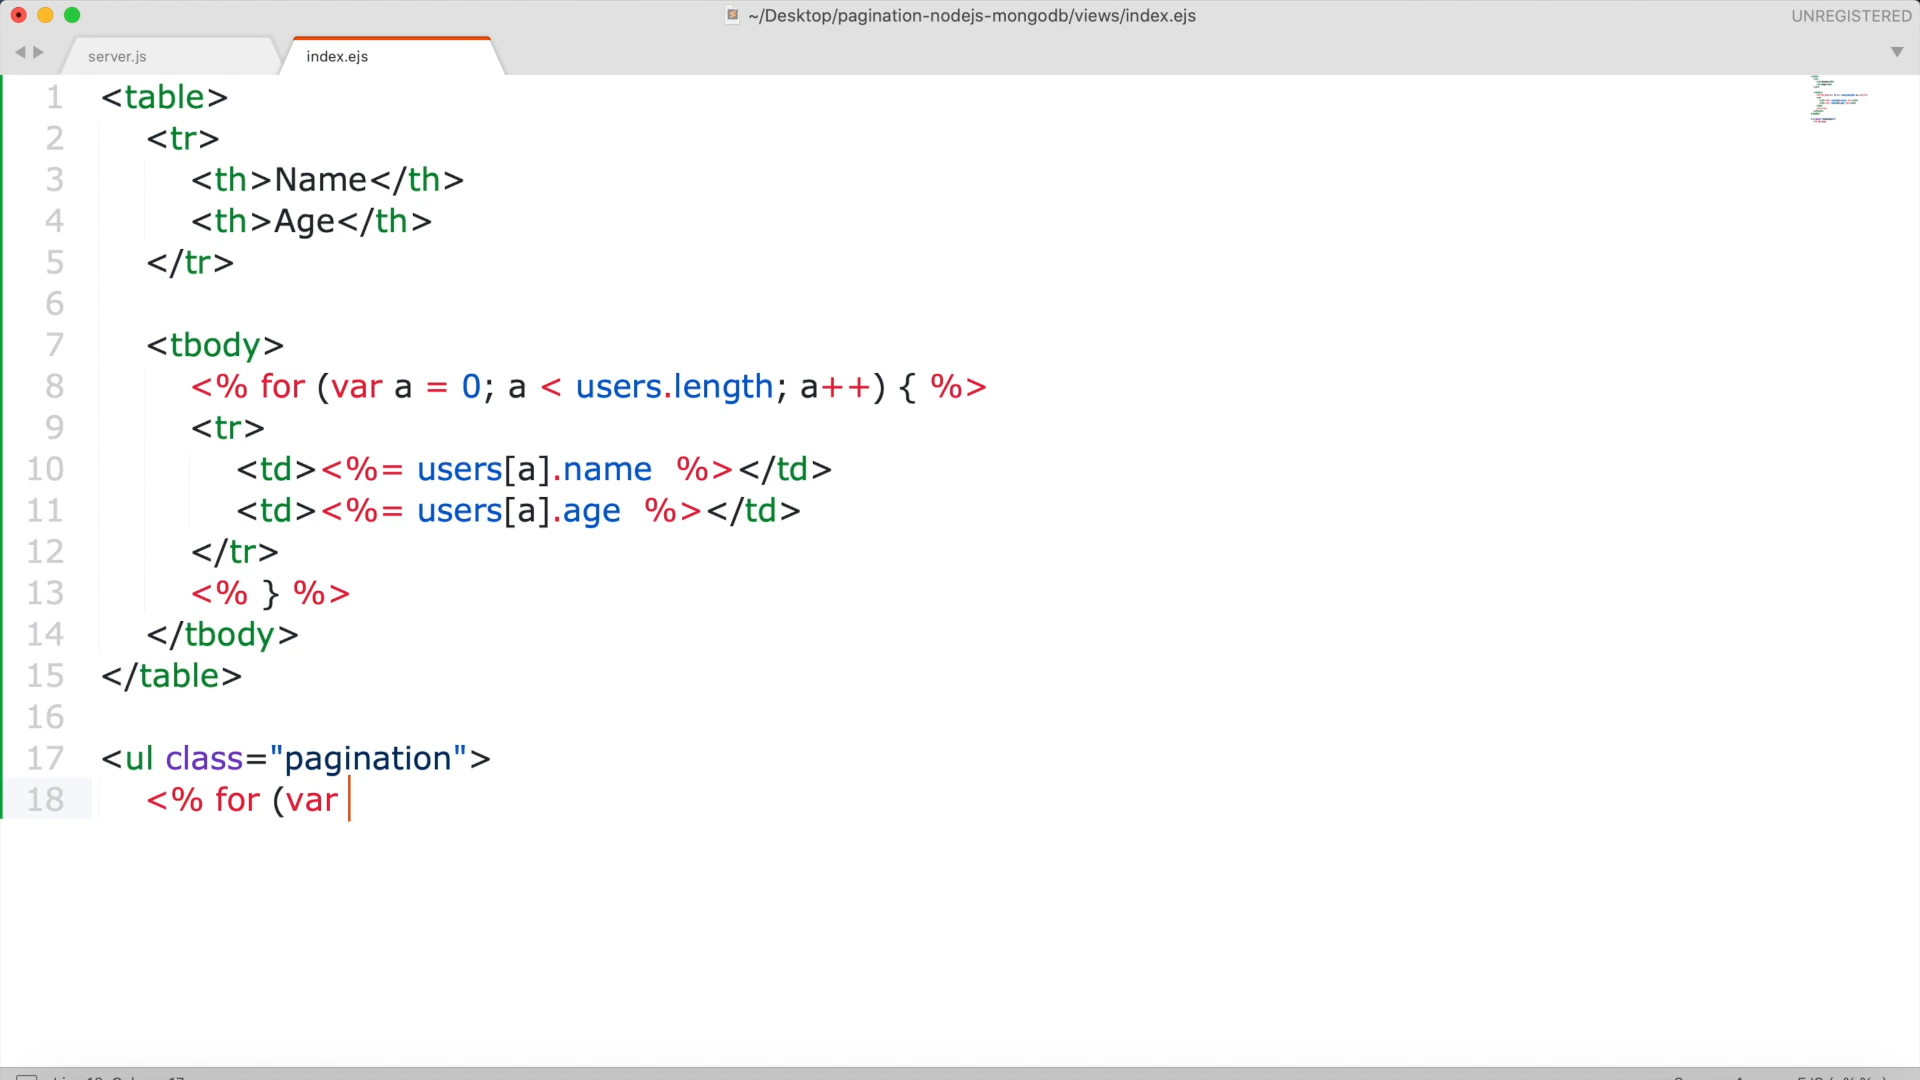 ~/Desktop/pagination-nodejs-mongodb/views/index.ejs
UNREGISTERED
server.js
index.ejs
1 <table>
2 <tr>
3 <th>Name</th>
4 <th>Age</th>
5 </tr>
6
7 <tbody>
8 <% for (var a = 0; a < users.length; a++) { %>
9 <tr>
10 <td><%= users[a].name  %></td>
11 <td><%= users[a].age  %></td>
12 </tr>
13 <% } %>
14 </tbody>
15 </table>
16
17 <ul class="pagination">
18 <% for (var